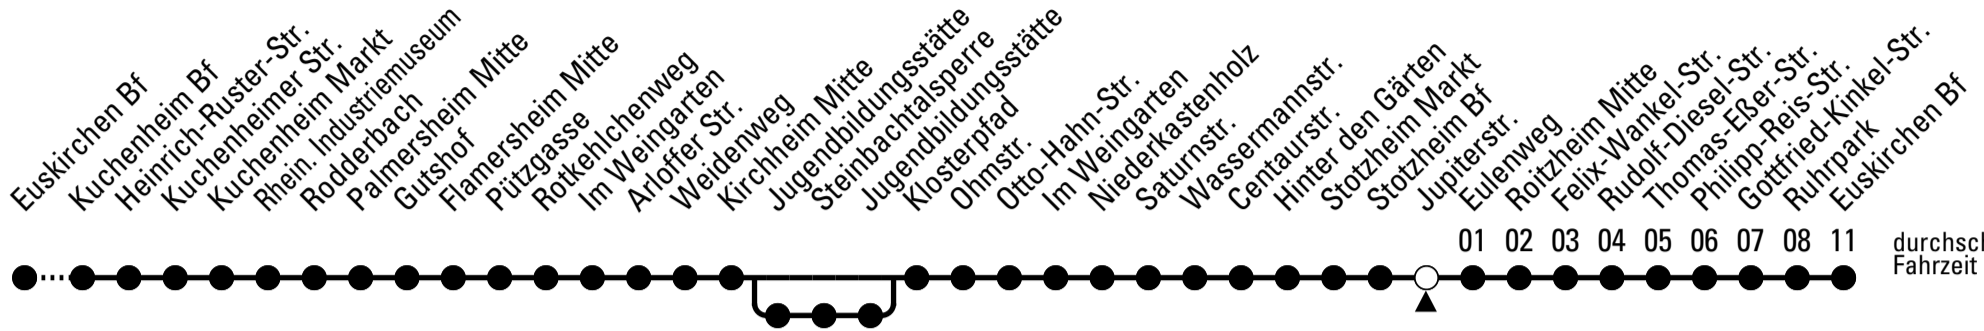 Euskirchen Bf
Kuchenheim Bf
Heinrich-Ruster-Str.
Kuchenheimer Str.
Kuchenheim Markt
Rhein. Industriemuseum
Rodderbach
Palmersheim Mitte
Gutshof
Flamersheim Mitte
Pützgasse
Rotkehlchenweg
Im Weingarten
Arloffer Str.
Weidenweg
Kirchheim Mitte
Jugendbildungsstätte
Steinbachtalsperre
Jugendbildungsstätte
Klosterpfad
Ohmstr.
Otto-Hahn-Str.
Im Weingarten
Niederkastenholz
Saturnstr.
Wassermannstr.
Centaurstr.
Hinter den Gärten
Stotzheim Markt
Stotzheim Bf
Jupiterstr.
Eulenweg
Roitzheim Mitte
Felix-Wankel-Str.
Rudolf-Diesel-Str.
Thomas-Eßer-Str.
Philipp-Reis-Str.
Gottfried-Kinkel-Str.
Ruhrpark
Euskirchen Bf
01 02 03 04 05 06 07 08 11
durchscl
Fahrzeit